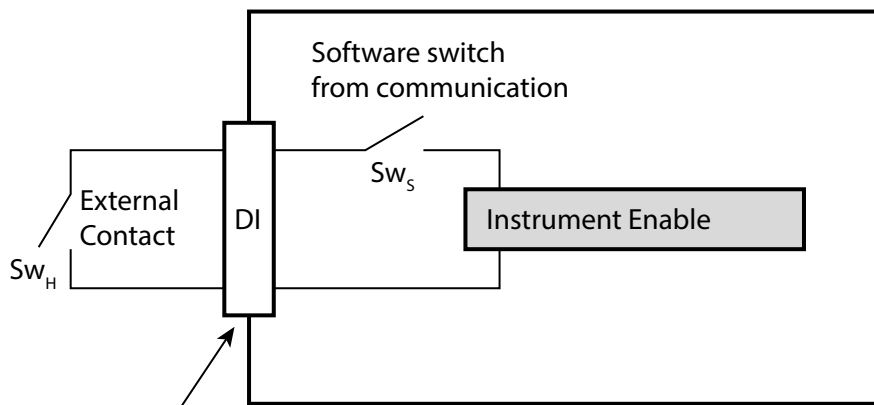 Software switch
from communication
Sw_S
External
Contact
DI
Instrument Enable
Sw_H